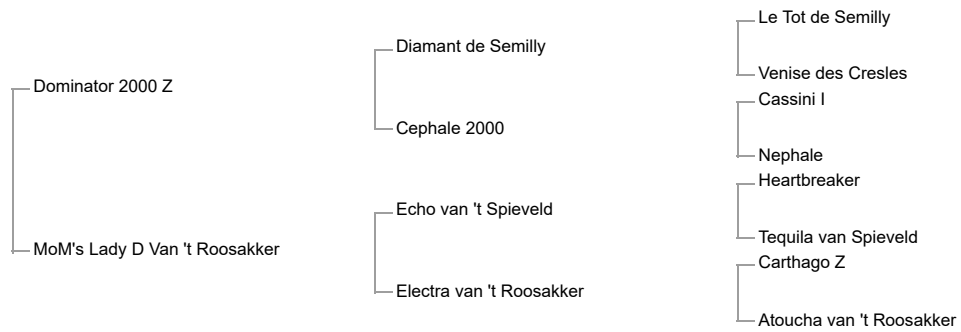 Le Tot de Semilly
Diamant de Semilly
Venise des Cresles
Dominator 2000 Z
Cassini I
Cephale 2000
Nephale
Heartbreaker
Echo van 't Spieveld
Tequila van Spieveld
MoM's Lady D Van 't Roosakker
Carthago Z
Electra van 't Roosakker
Atoucha van 't Roosakker